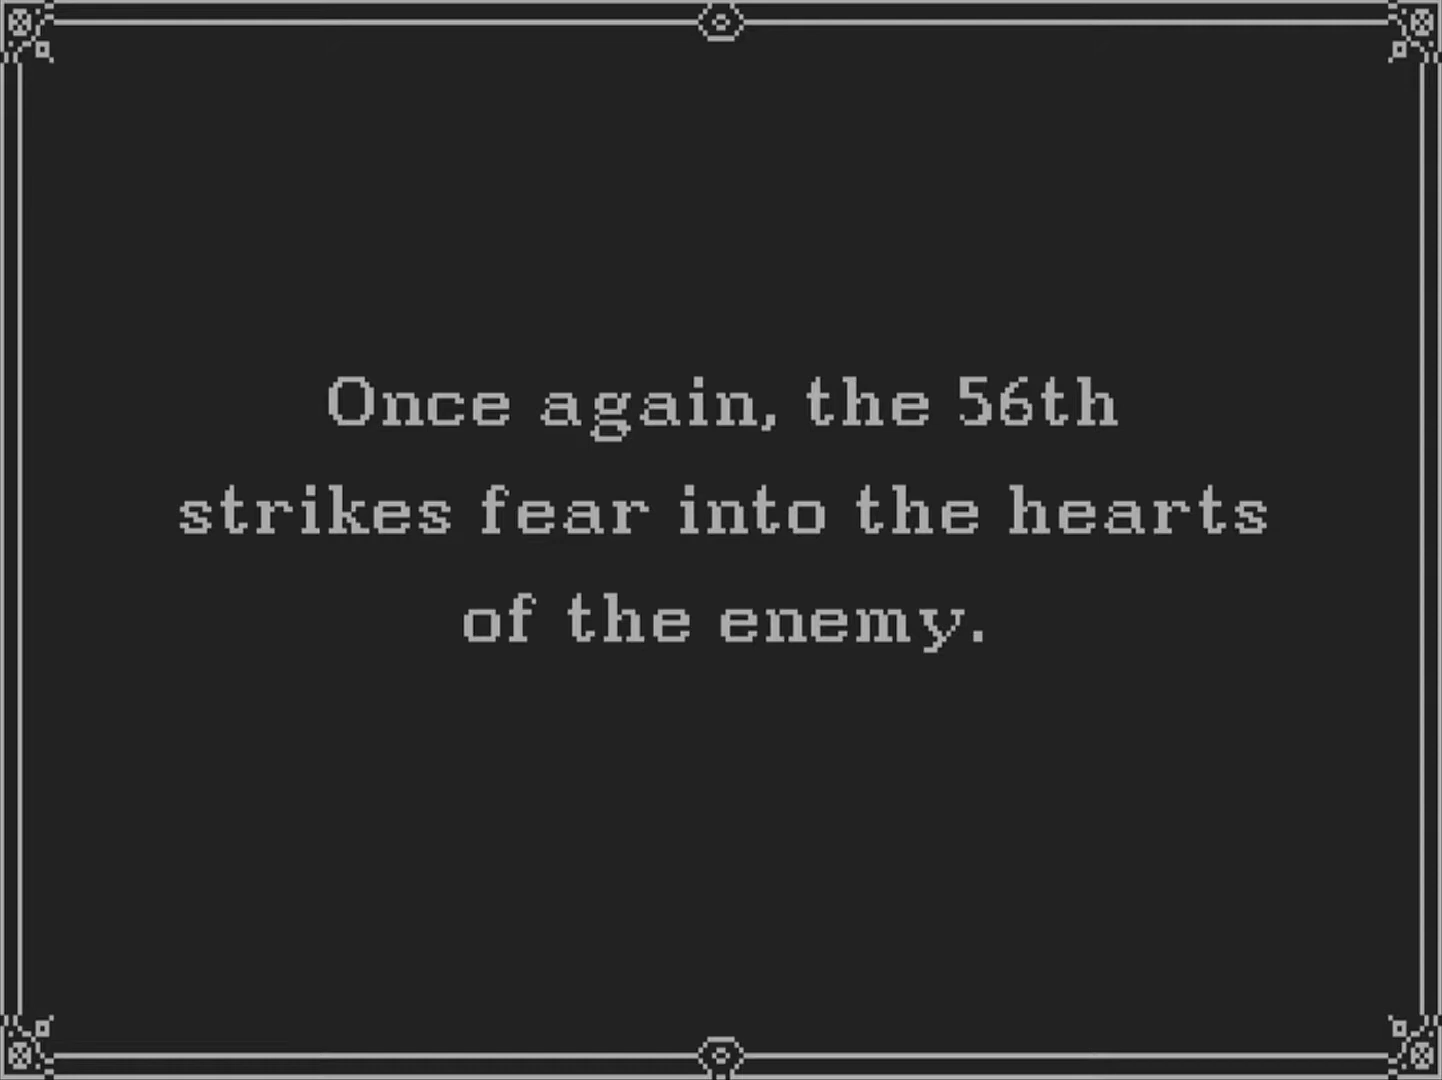 Once again, the 56th
strikes fear into the hearts
of the enemy.